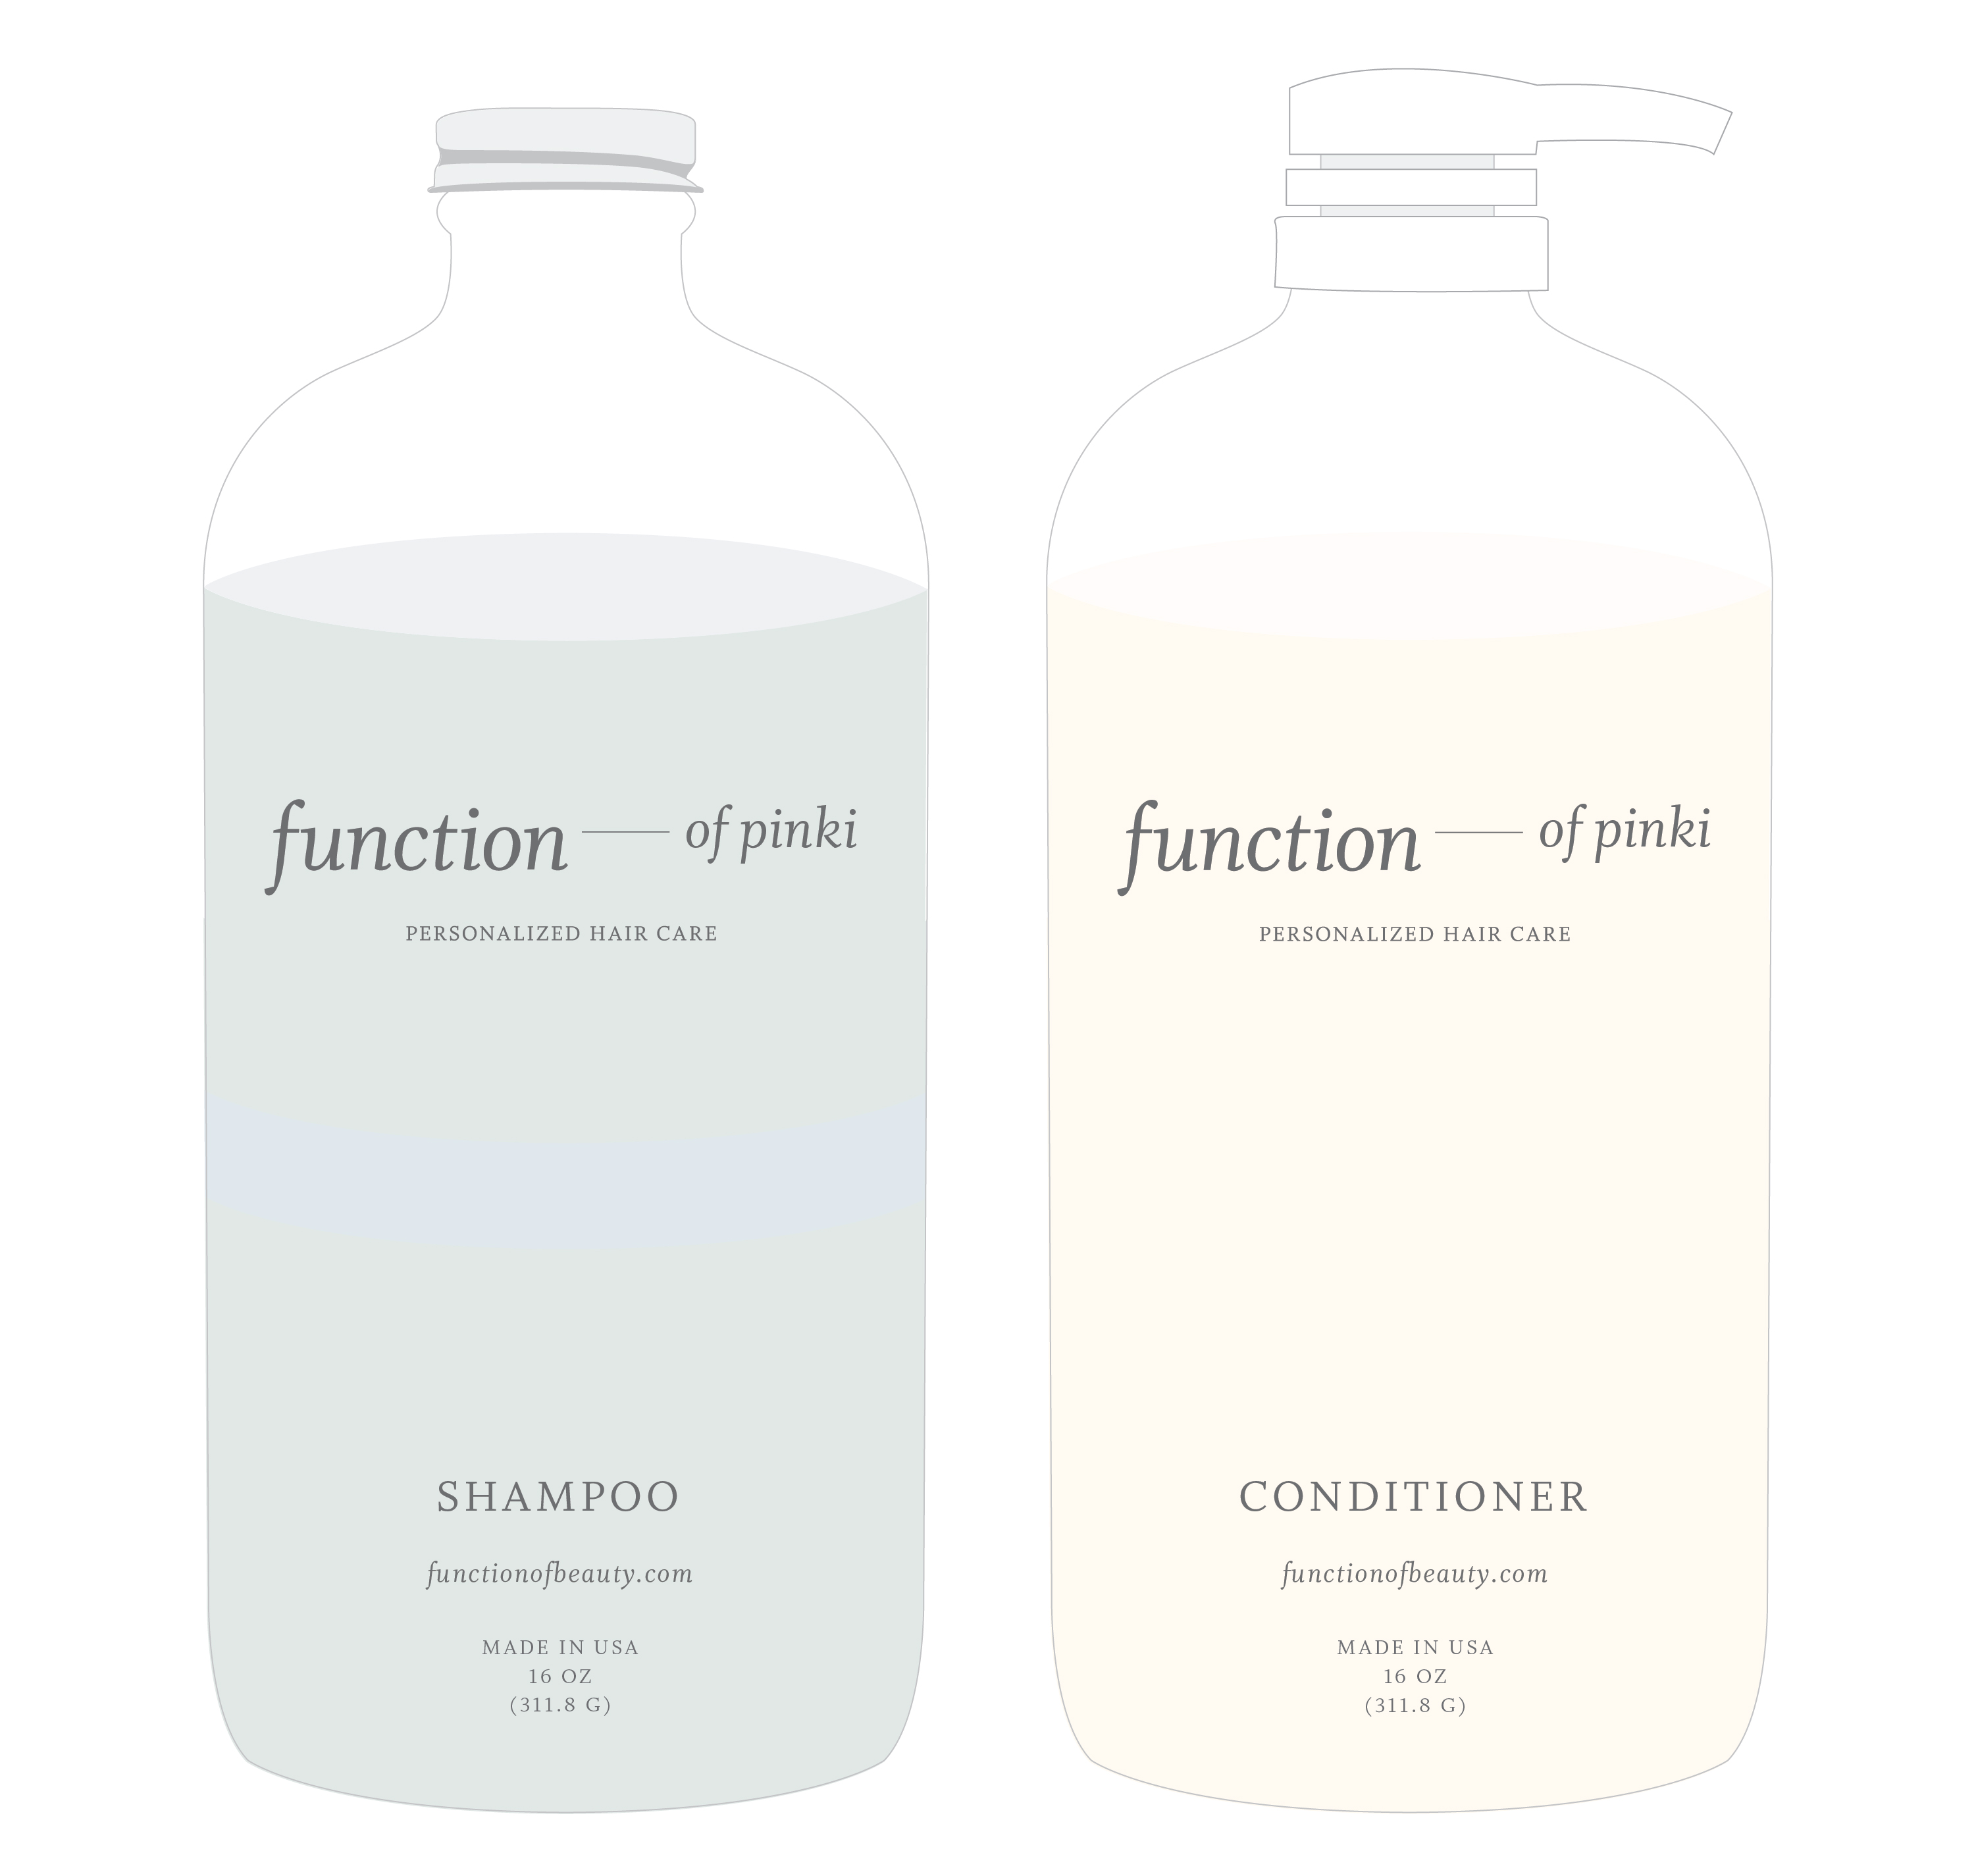 function — of pinki
PERSONALIZED HAIR CARE
SHAMPOO
functionofbeauty.com
MADE IN USA
16 OZ
(311.8 G)
function — of pinki
PERSONALIZED HAIR CARE
CONDITIONER
functionofbeauty.com
MADE IN USA
16 OZ
(311.8 G)